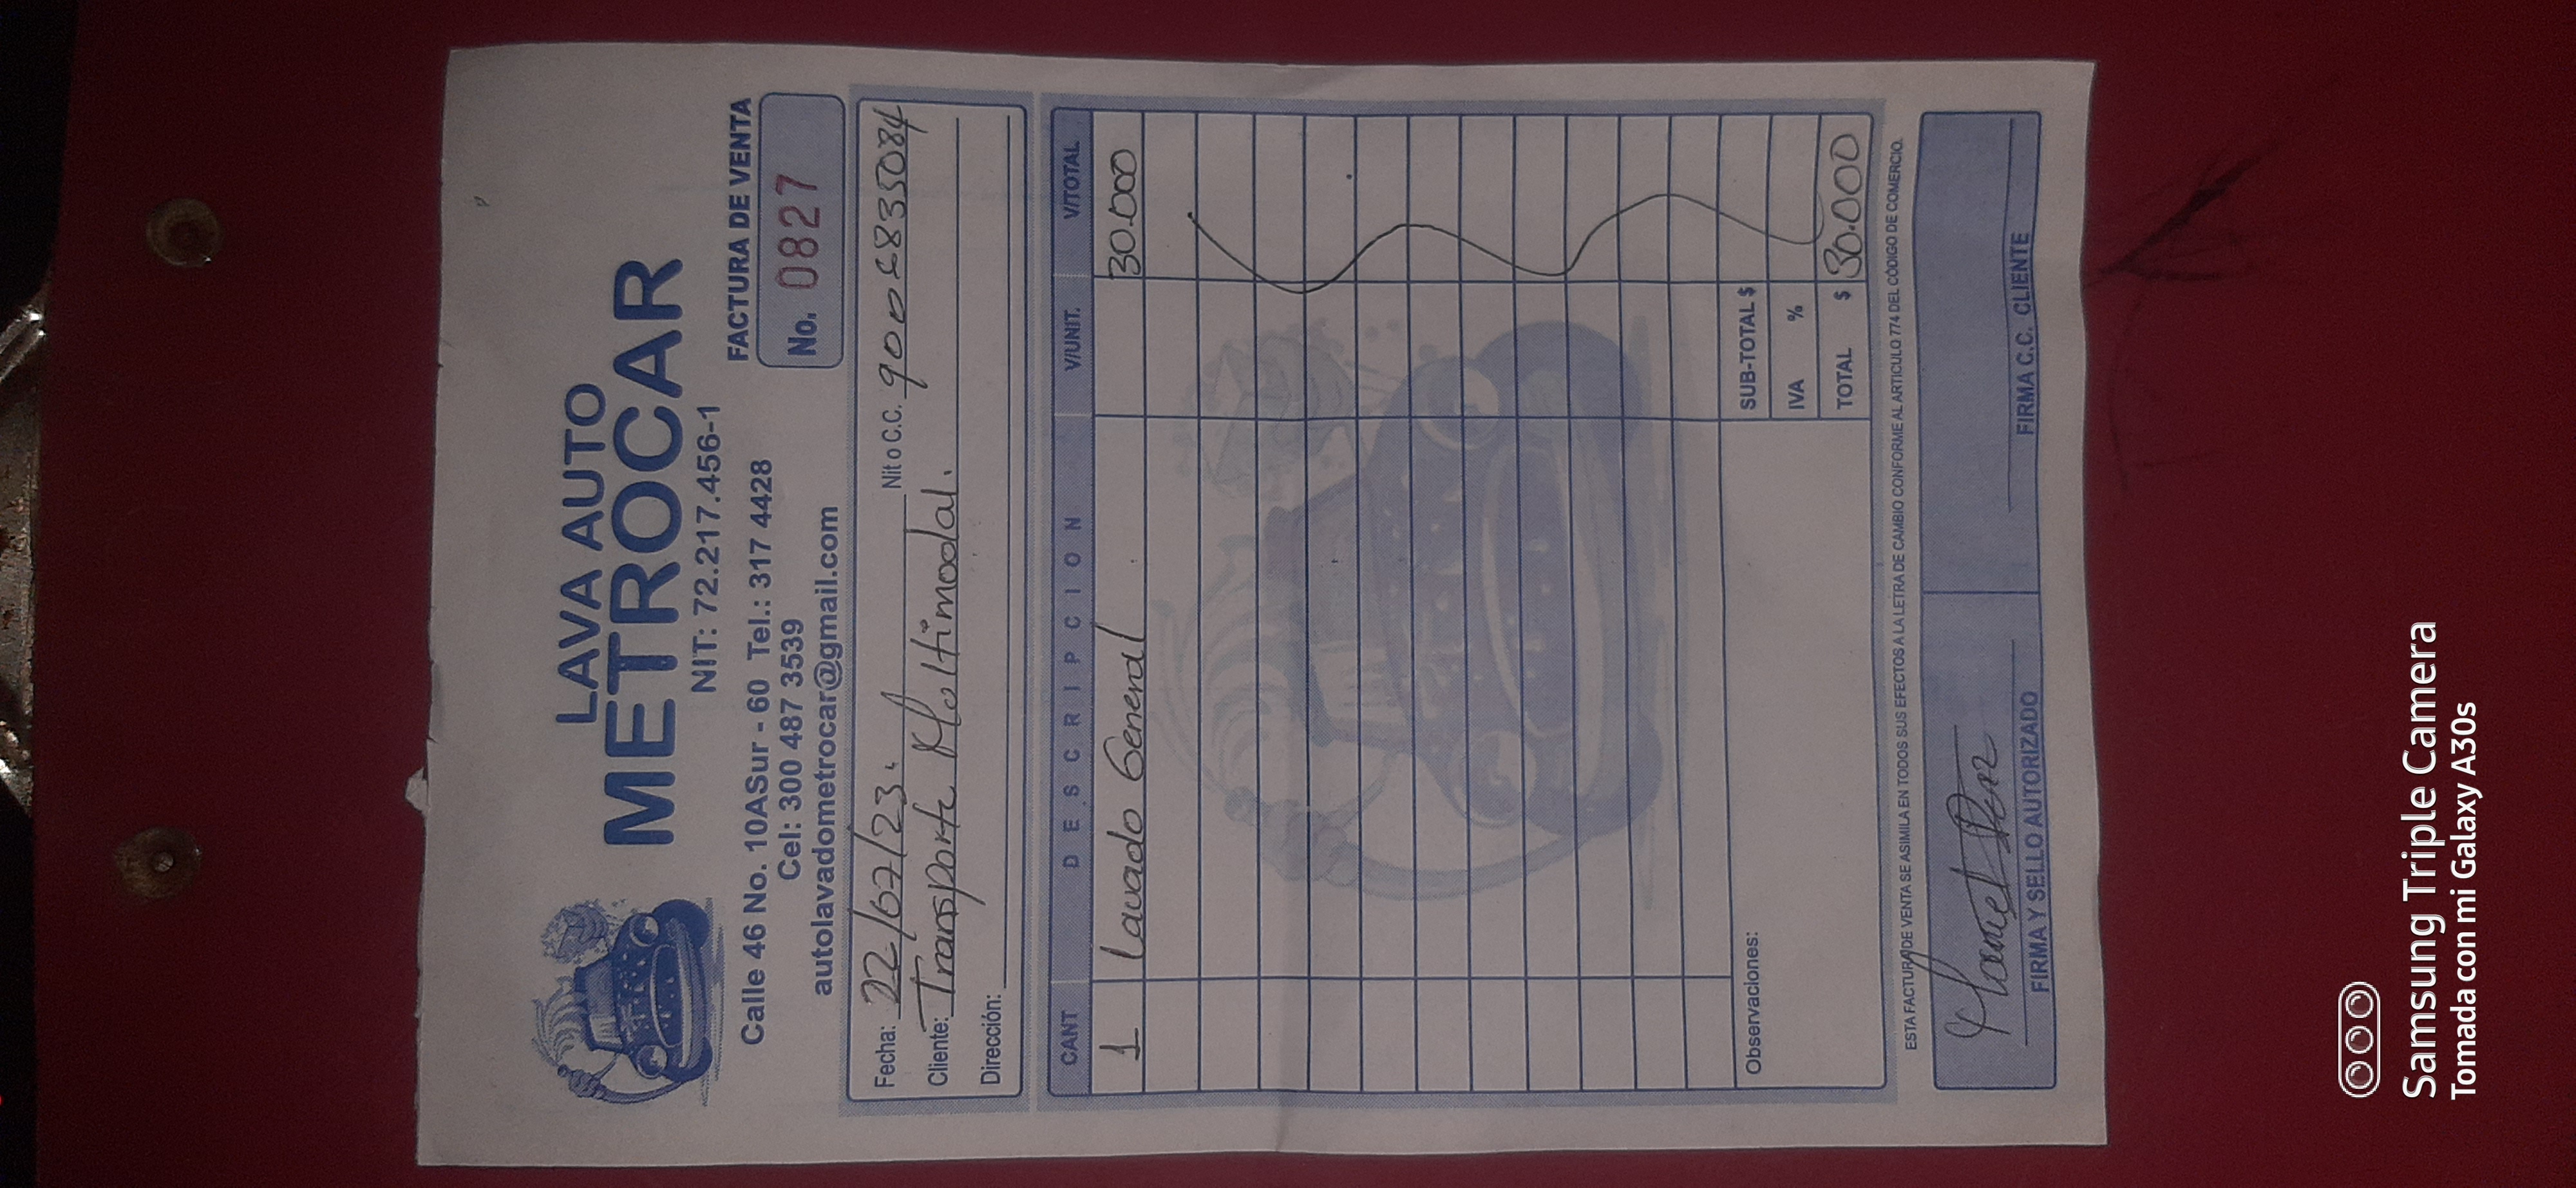 LAVA AUTO
METROCAR
NIT: 72.2117.456-1
Calle 46 No. 10ASur - 60 Tel.: 317 4428
Cel: 300 487 3539
autolavadometrocar@gmail.com
FACTURA DE VENTA
No. 0827
Fecha: 22/07/23. Nit o C.C. 9005835084
Cliente: Transporte Multimodal.
Dirección:
CANT DESCRIPCION V/UNIT. V/TOTAL
1 Lavado General 30.000
Observaciones:
SUB-TOTAL $
IVA %
TOTAL $ 30.000
ESTA FACTURA DE VENTA SE ASIMILA EN TODOS SUS EFECTOS A LA LETRA DE CAMBIO CONFORME AL ARTICULO 774 DEL CÓDIGO DE COMERCIO.
FIRMA Y SELLO AUTORIZADO
FIRMA C.C. CLIENTE
Samsung Triple Camera
Tomada con mi Galaxy A30s